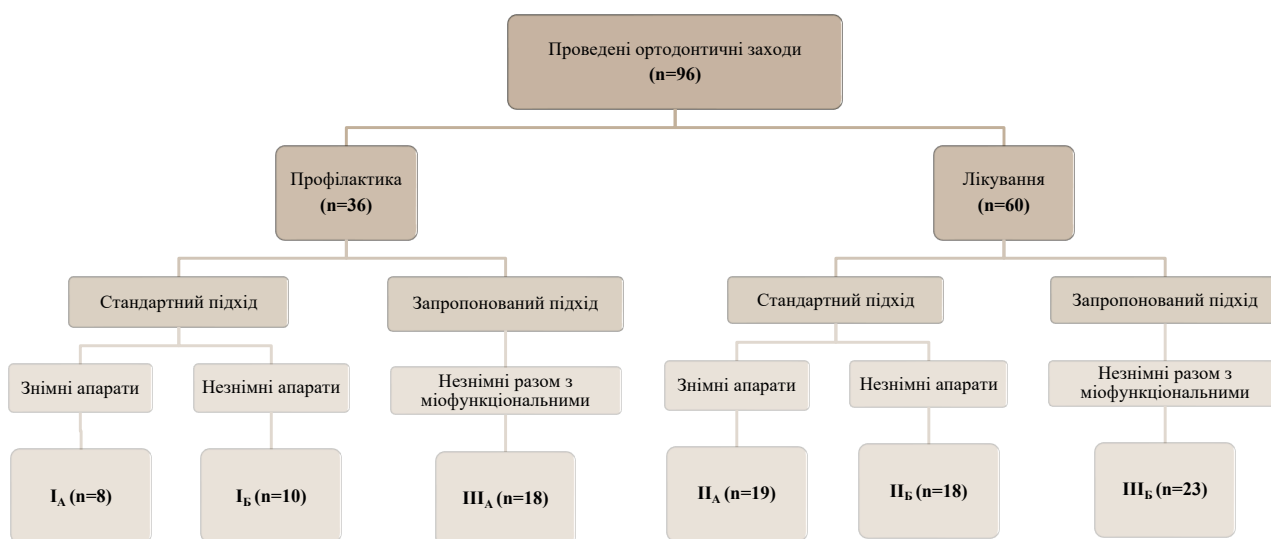 Проведені ортодонтичні заходи
(n=96)
Профілактика
(n=36)
Лікування
(n=60)
Стандартний підхід
Запропонований підхід
Стандартний підхід
Запропонований підхід
Знімні апарати
Незнімні апарати
Незнімні разом з
міофункціональними
Знімні апарати
Незнімні апарати
Незнімні разом з
міофункціональними
IА (n=8)
IБ (n=10)
IIIА (n=18)
IIА (n=19)
IIБ (n=18)
IIIБ (n=23)